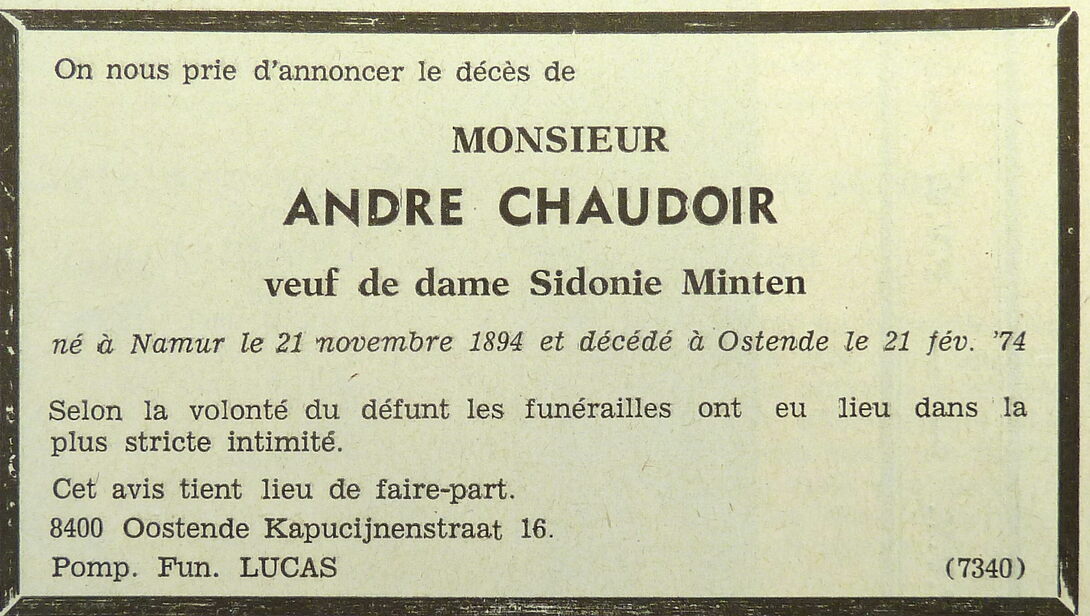 On nous prie d'annoncer le décès de
MONSIEUR
ANDRE CHAUDOIR
veuf de dame Sidonie Minten
né à Namur le 21 novembre 1894 et décédé à Ostende le 21 fév. '74
Selon la volonté du défunt les funérailles ont eu lieu dans la
plus stricte intimité.
Cet avis tient lieu de faire-part.
8400 Oostende Kapucijnenstraat 16.
Pomp. Fun. LUCAS (7340)